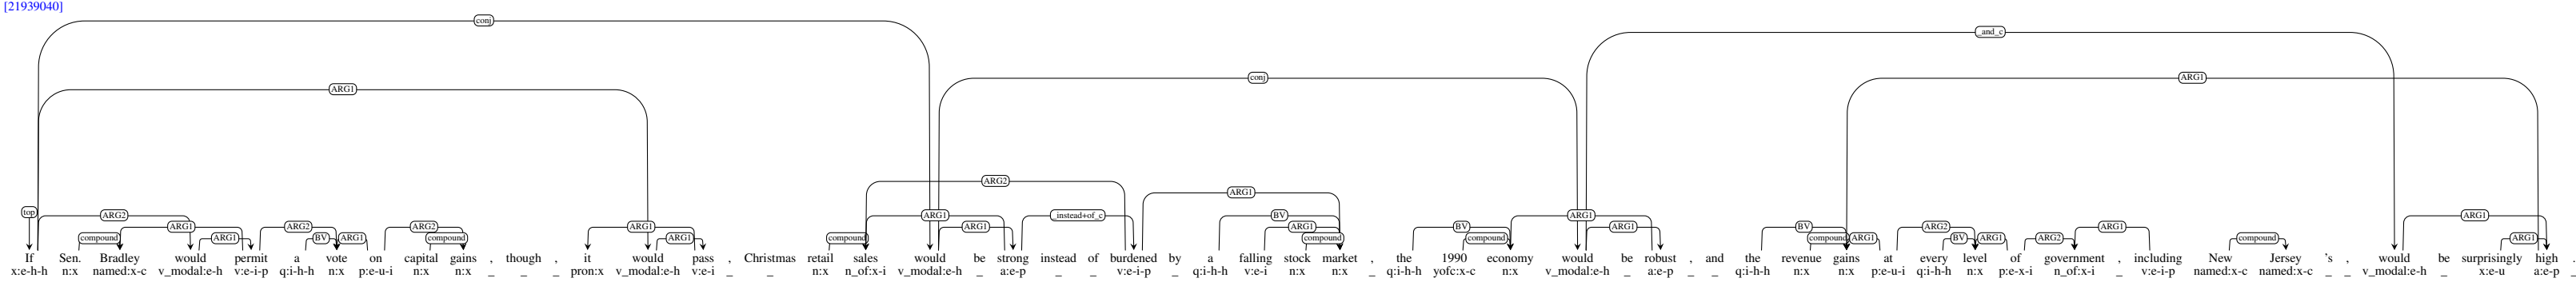 [21939040]
conj
_and_c
conj ARG1
ARG1
ARG2
ARG1
top ARG2 ARG1 _instead+of_c BV ARG1 ARG1
ARG1 ARG2 ARG2 ARG1 ARG1 ARG1 BV ARG1 BV ARG2 ARG1
compound ARG1 BV ARG1 compound ARG1 compound compound compound compound ARG1 BV ARG1 ARG2 compound ARG1
If Sen. Bradley would permit a vote on capital gains , though , it would pass , Christmas retail sales would be strong instead of burdened by a falling stock market , the 1990 economy would be robust , and the revenue gains at every level of government , including New Jersey 's , would be surprisingly high .
x:e-h-h n:x named:x-c v_modal:e-h v:e-i-p q:i-h-h n:x p:e-u-i n:x n:x _ _ _ pron:x v_modal:e-h v:e-i _ _ n:x n_of:x-i v_modal:e-h _ a:e-p _ _ v:e-i-p _ q:i-h-h v:e-i n:x n:x _ q:i-h-h yofc:x-c n:x v_modal:e-h _ a:e-p _ _ q:i-h-h n:x n:x p:e-u-i q:i-h-h n:x p:e-x-i n_of:x-i _ v:e-i-p named:x-c named:x-c _ _ v_modal:e-h _ x:e-u a:e-p _